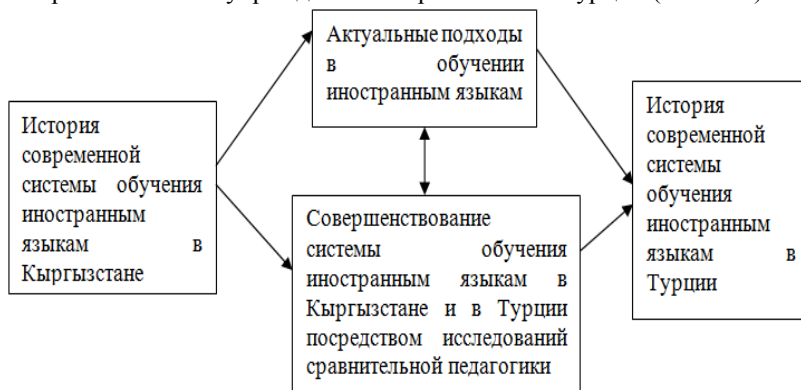 Актуальные подходы
в обучении
иностранным языкам
История
современной
системы обучения
иностранным
языкам в
Кыргызстане
Совершенствование
системы обучения
иностранным языкам в
Кыргызстане и в Турции
посредством исследований
сравнительной педагогики
История
современной
системы
обучения
иностранным
языкам в
Турции